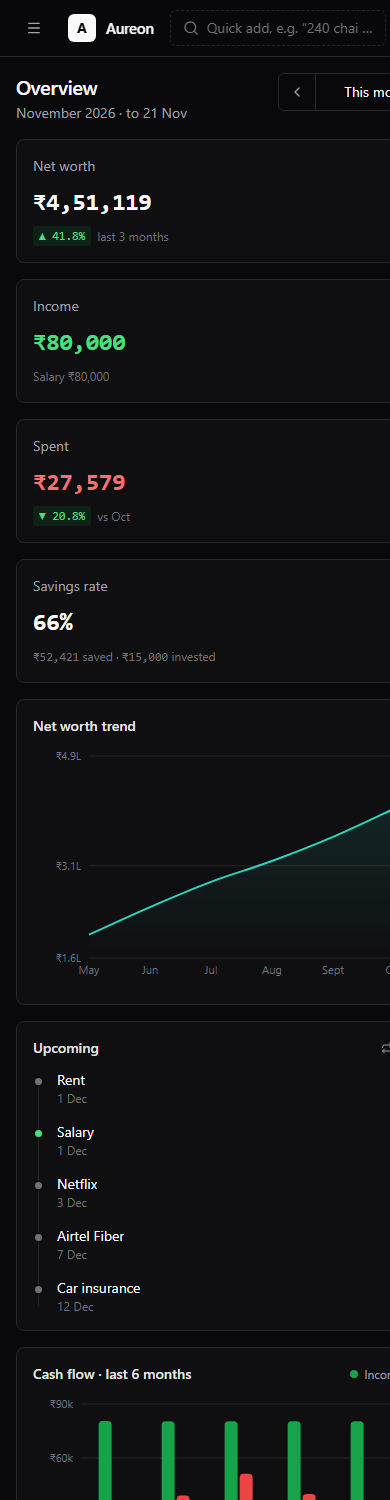 A Aureon Quick add, e.g. "240 chai ...
Overview
November 2026 · to 21 Nov
This mo
Net worth
₹4,51,119
▲ 41.8% last 3 months
Income
₹80,000
Salary ₹80,000
Spent
₹27,579
▼ 20.8% vs Oct
Savings rate
66%
₹52,421 saved · ₹15,000 invested
Net worth trend
₹4.9L
₹3.1L
₹1.6L
May Jun Jul Aug Sept
Upcoming
Rent
1 Dec
Salary
1 Dec
Netflix
3 Dec
Airtel Fiber
7 Dec
Car insurance
12 Dec
Cash flow · last 6 months Incor
₹90k
₹60k